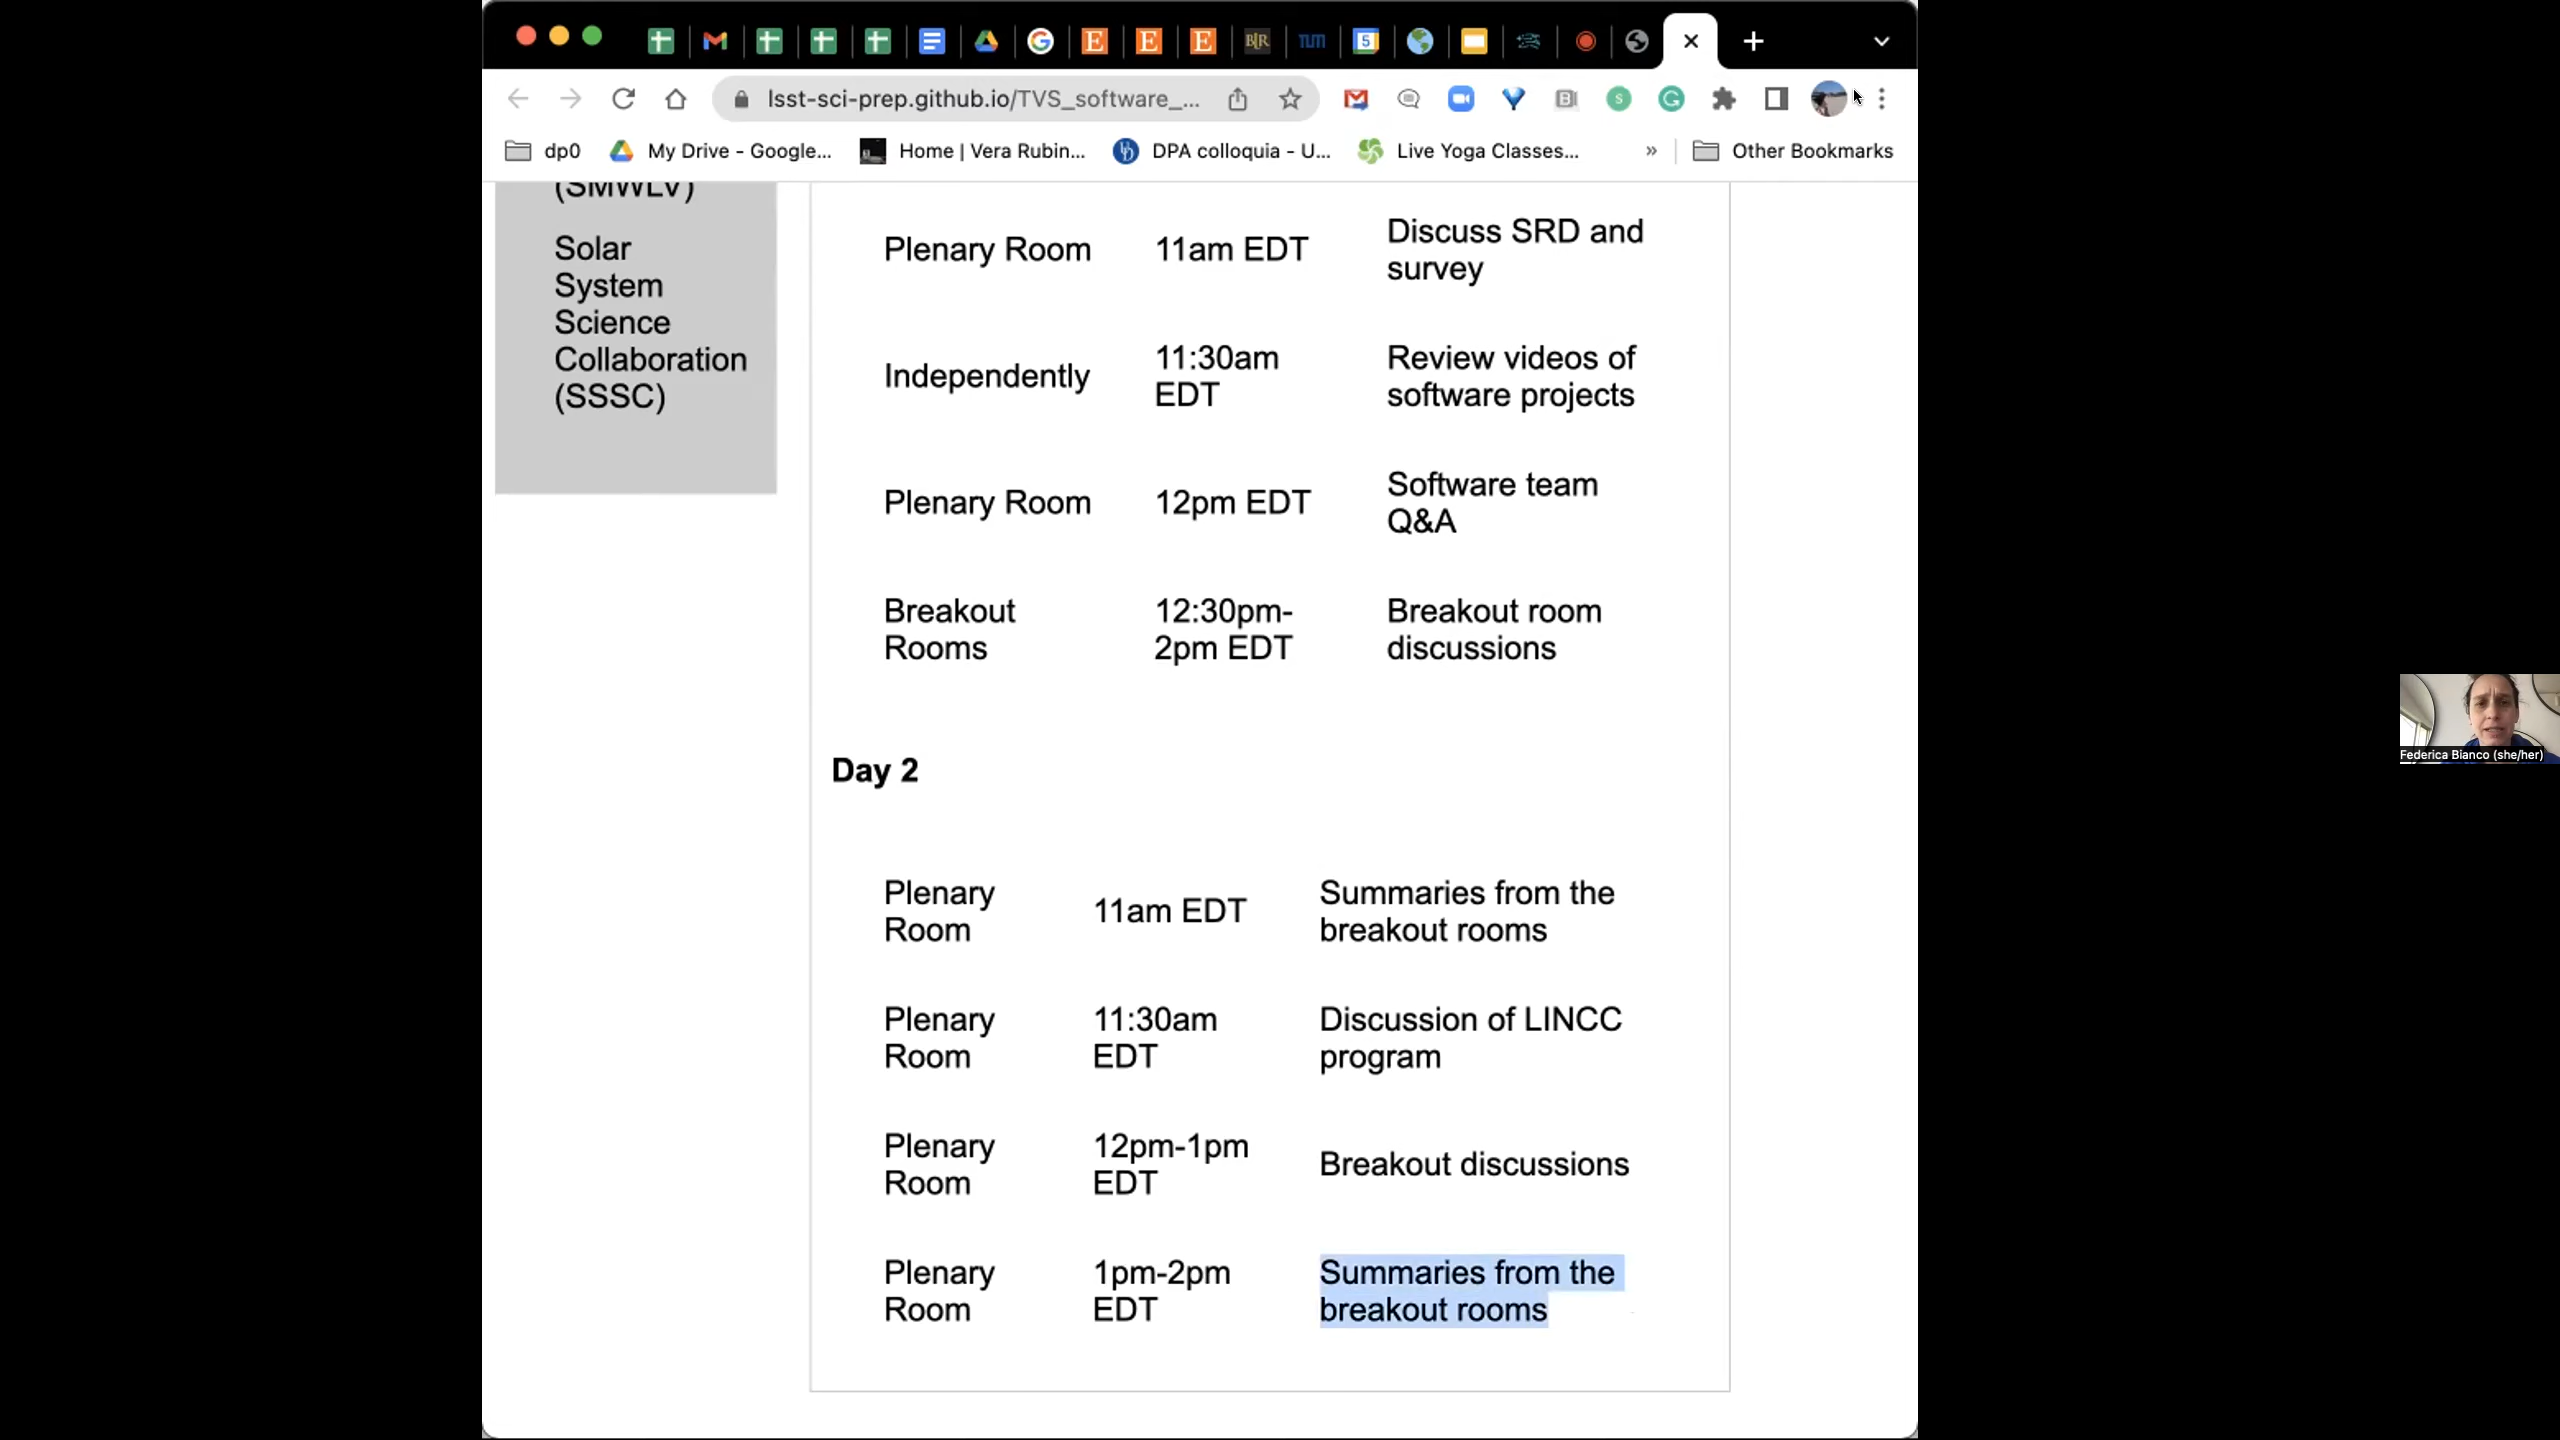 lsst-sci-prep.github.io/TVS_software_...
dp0
My Drive - Google...
Home | Vera Rubin...
DPA colloquia - U...
Live Yoga Classes...
»
Other Bookmarks
(SMWLV)
Solar
System
Science
Collaboration
(SSSC)
Plenary Room 11am EDT Discuss SRD and
survey
Independently 11:30am
EDT Review videos of
software projects
Plenary Room 12pm EDT Software team
Q&A
Breakout
Rooms 12:30pm-
2pm EDT Breakout room
discussions
Day 2
Plenary
Room 11am EDT Summaries from the
breakout rooms
Plenary
Room 11:30am
EDT Discussion of LINCC
program
Plenary
Room 12pm-1pm
EDT Breakout discussions
Plenary
Room 1pm-2pm
EDT Summaries from the
breakout rooms
Federica Bianco (she/her)